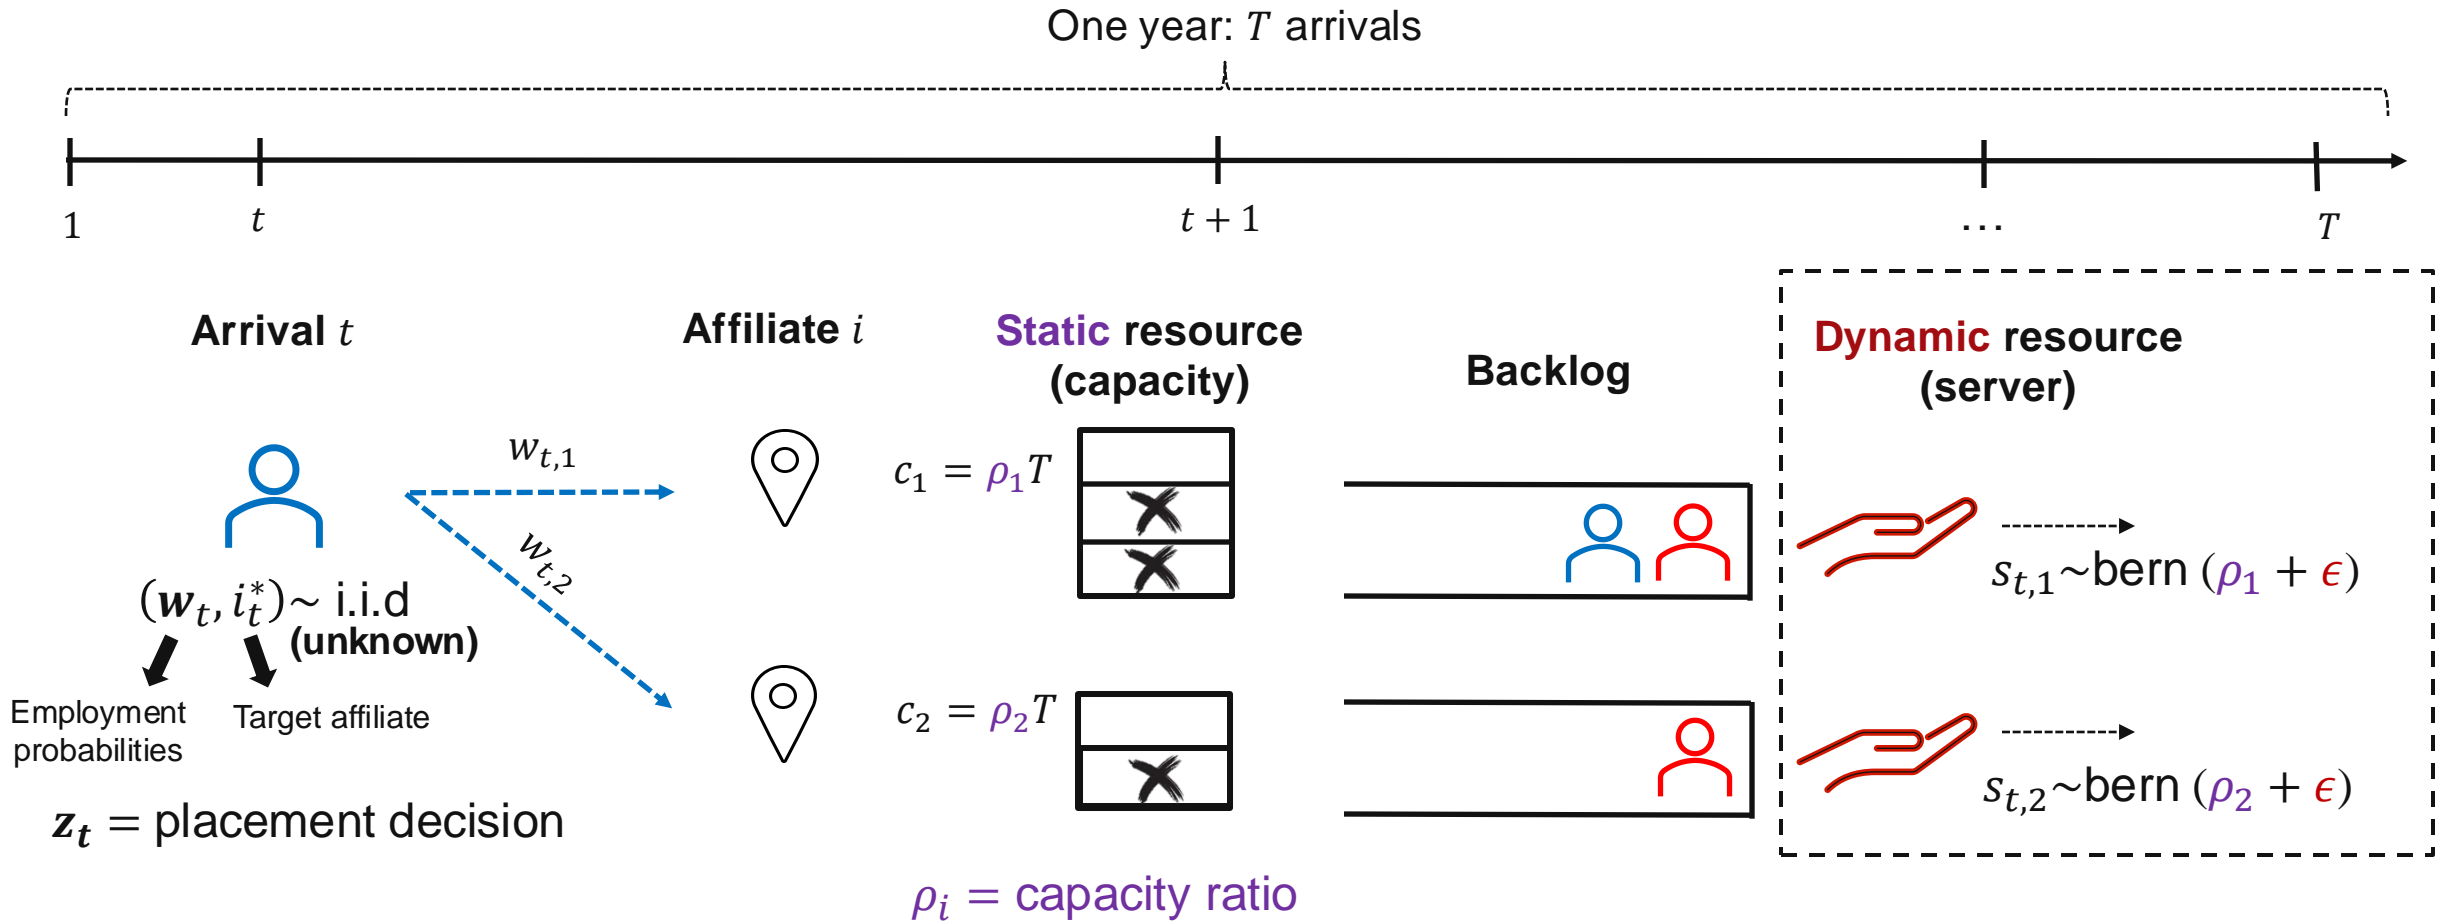 One year: T arrivals
1
t
t + 1
...
T
Arrival t
Affiliate i
Static resource
(capacity)
Backlog
Dynamic resource
(server)
w_{t,1}
w_{t,2}
c_1 = ρ_1T
s_{t,1}~bern (ρ_1 + ϵ)
(w_t, i_t^*)~ i.i.d
(unknown)
Employment
probabilities
Target affiliate
c_2 = ρ_2T
s_{t,2}~bern (ρ_2 + ϵ)
z_t = placement decision
ρ_i = capacity ratio